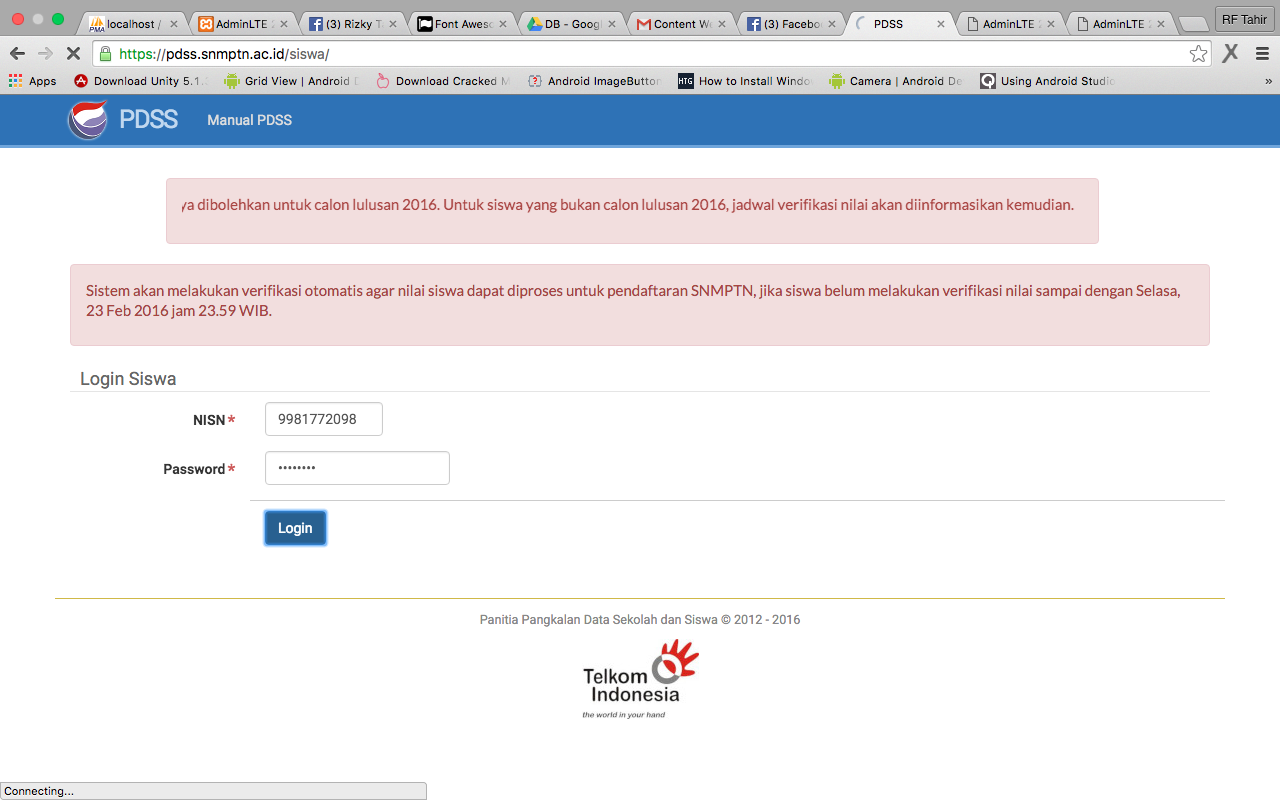 localhost /
AdminLTE 2
(3) Rizky T
Font Aweso
DB - Googl
Content We
(3) Facebo
PDSS
AdminLTE 2
AdminLTE 2
RF Tahir
https://pdss.snmptn.ac.id/siswa/
Apps
Download Unity 5.1.
Grid View | Android D
Download Cracked M
Android ImageButton
HTG How to Install Windo
Camera | Android De
Using Android Studio
»
PDSS
Manual PDSS
ya dibolehkan untuk calon lulusan 2016. Untuk siswa yang bukan calon lulusan 2016, jadwal verifikasi nilai akan diinformasikan kemudian.
Sistem akan melakukan verifikasi otomatis agar nilai siswa dapat diproses untuk pendaftaran SNMPTN, jika siswa belum melakukan verifikasi nilai sampai dengan Selasa,
23 Feb 2016 jam 23.59 WIB.
Login Siswa
NISN* 9981772098
Password* ••••••••
Login
Panitia Pangkalan Data Sekolah dan Siswa © 2012 - 2016
Telkom
Indonesia
the world in your hand
Connecting...